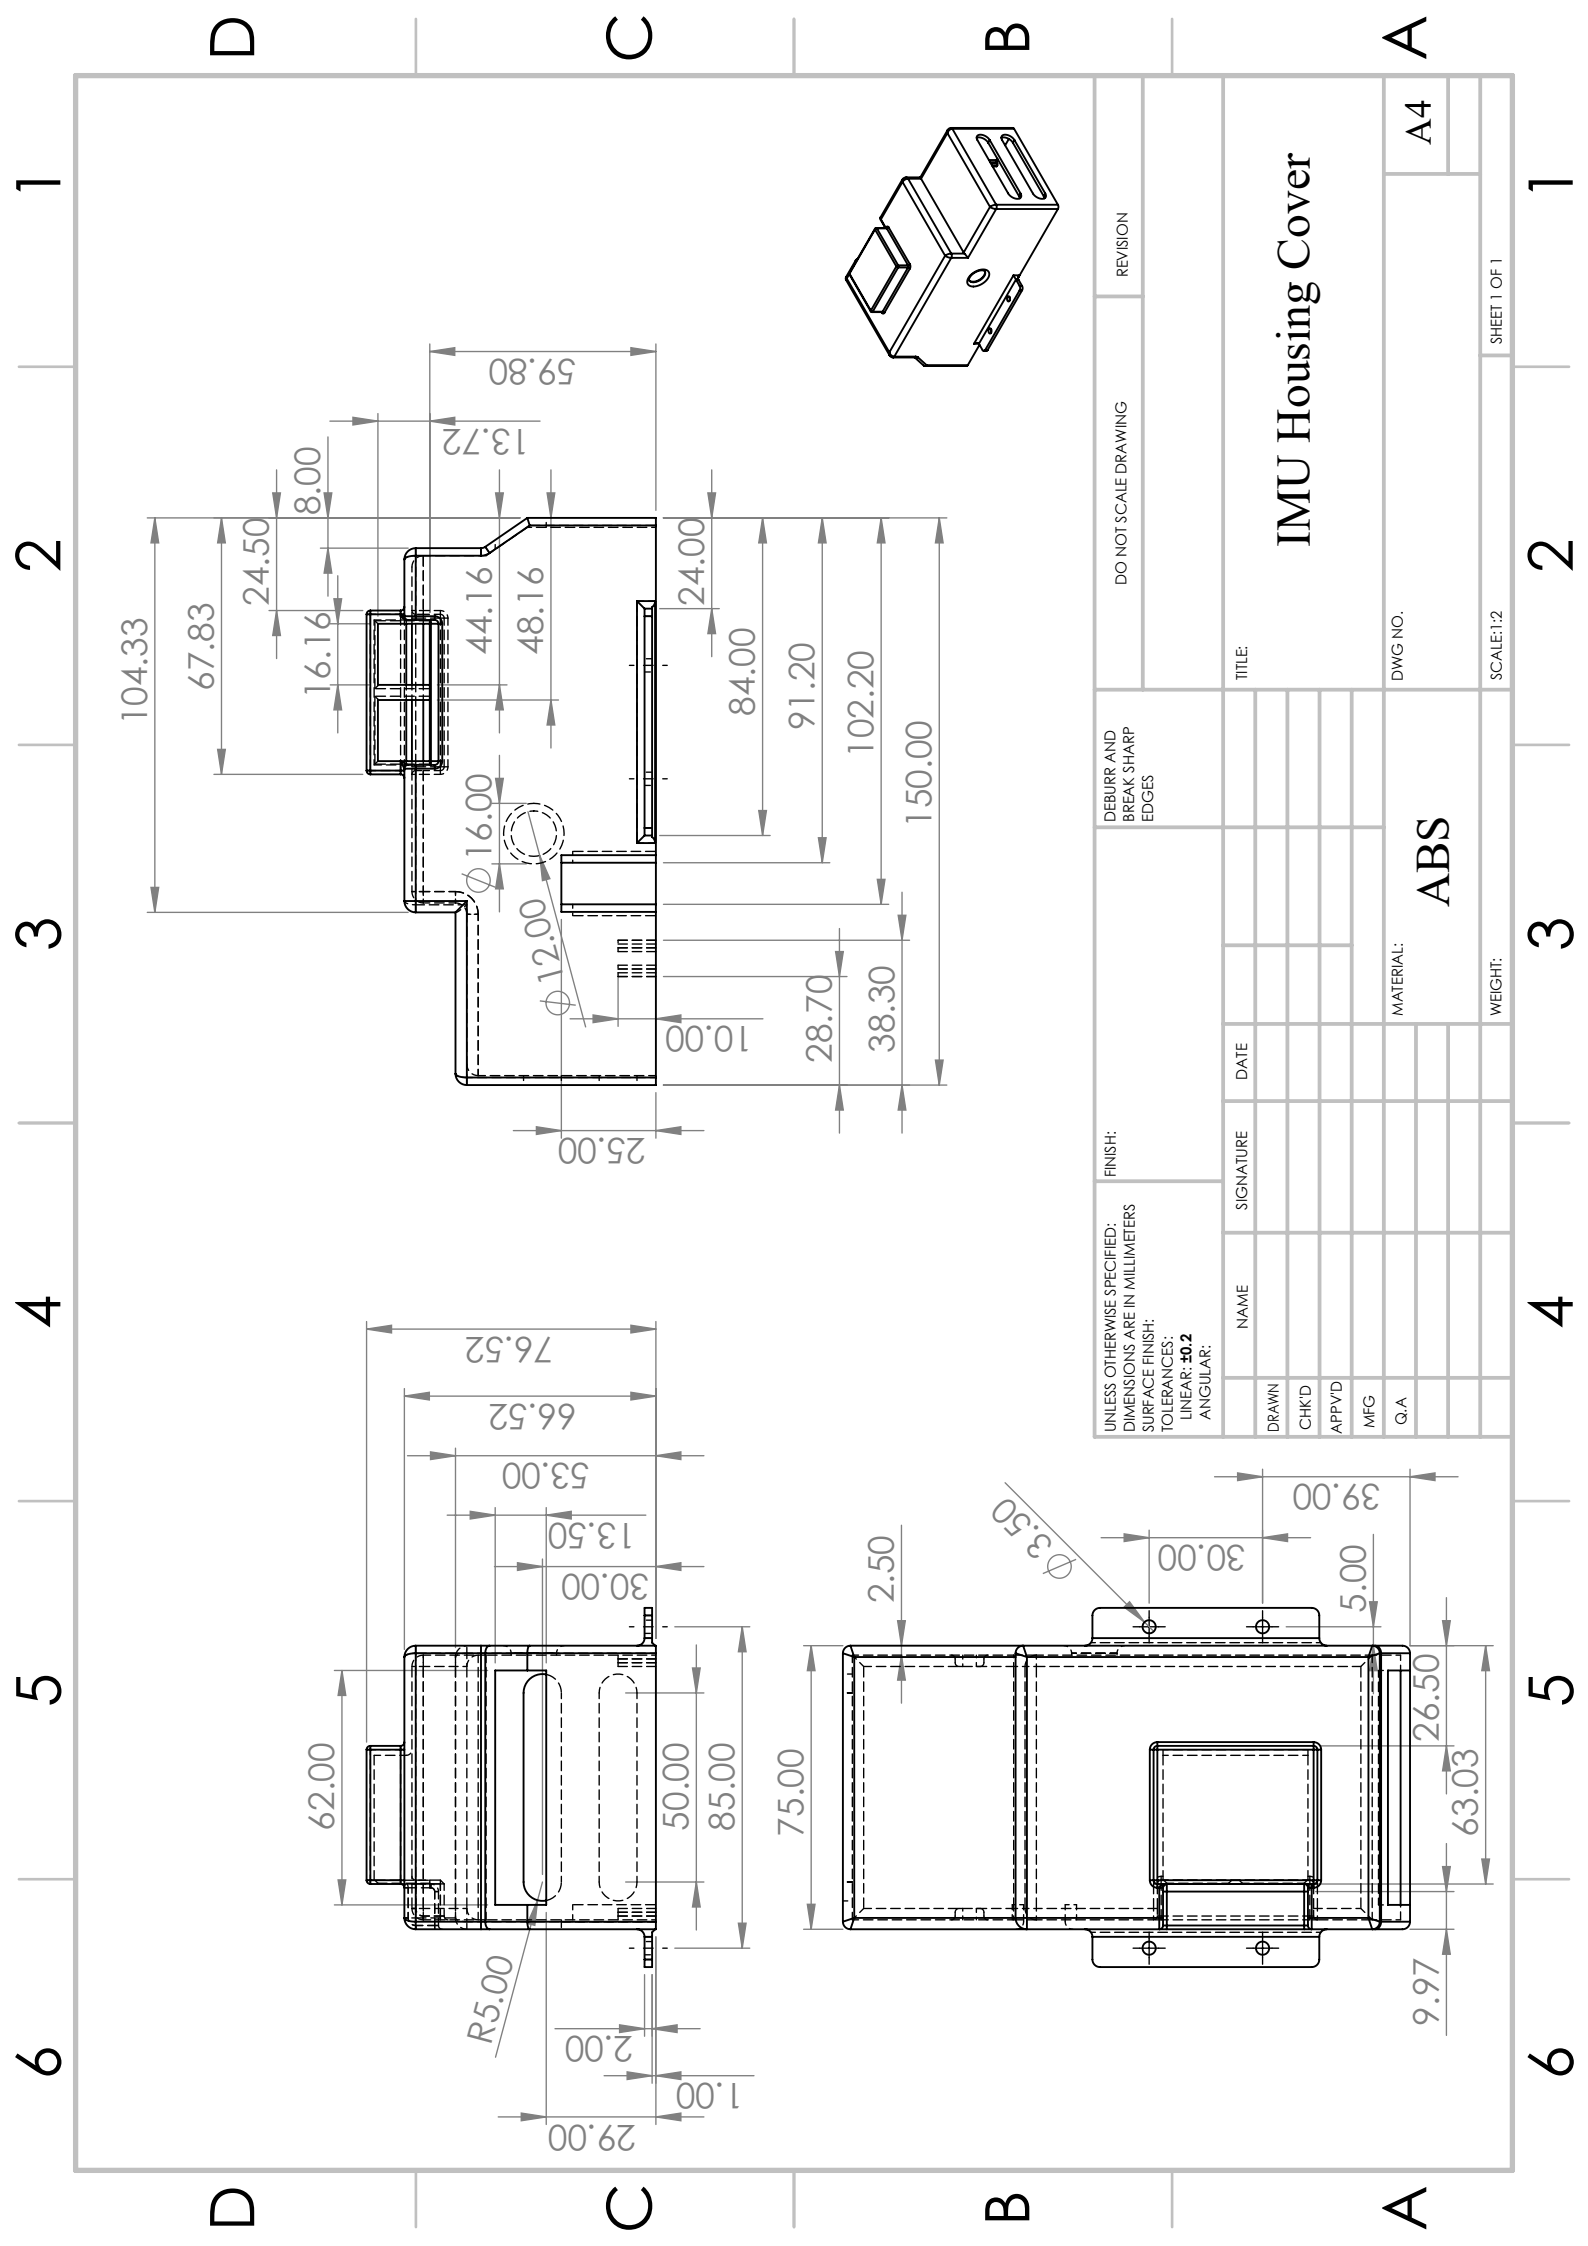 6
5
4
3
2
1
D
C
B
A
62.00
76.52
66.52
53.00
13.50
30.00
R5.00
50.00
85.00
2.00
1.00
29.00
104.33
67.83
24.50
8.00
16.16
13.72
59.80
44.16
48.16
⌀ 16.00
⌀ 12.00
24.00
84.00
91.20
102.20
150.00
25.00
10.00
28.70
38.30
75.00
2.50
⌀ 3.50
30.00
39.00
5.00
26.50
63.03
9.97
UNLESS OTHERWISE SPECIFIED:
DIMENSIONS ARE IN MILLIMETERS
SURFACE FINISH:
TOLERANCES:
LINEAR: ±0.2
ANGULAR:
FINISH:
DEBURR AND
BREAK SHARP
EDGES
DO NOT SCALE DRAWING
REVISION
NAME
SIGNATURE
DATE
DRAWN
CHK'D
APPV'D
MFG
Q.A
MATERIAL:
ABS
WEIGHT:
TITLE:
IMU Housing Cover
DWG NO.
A4
SCALE:1:2
SHEET 1 OF 1
D
C
B
A
6
5
4
3
2
1